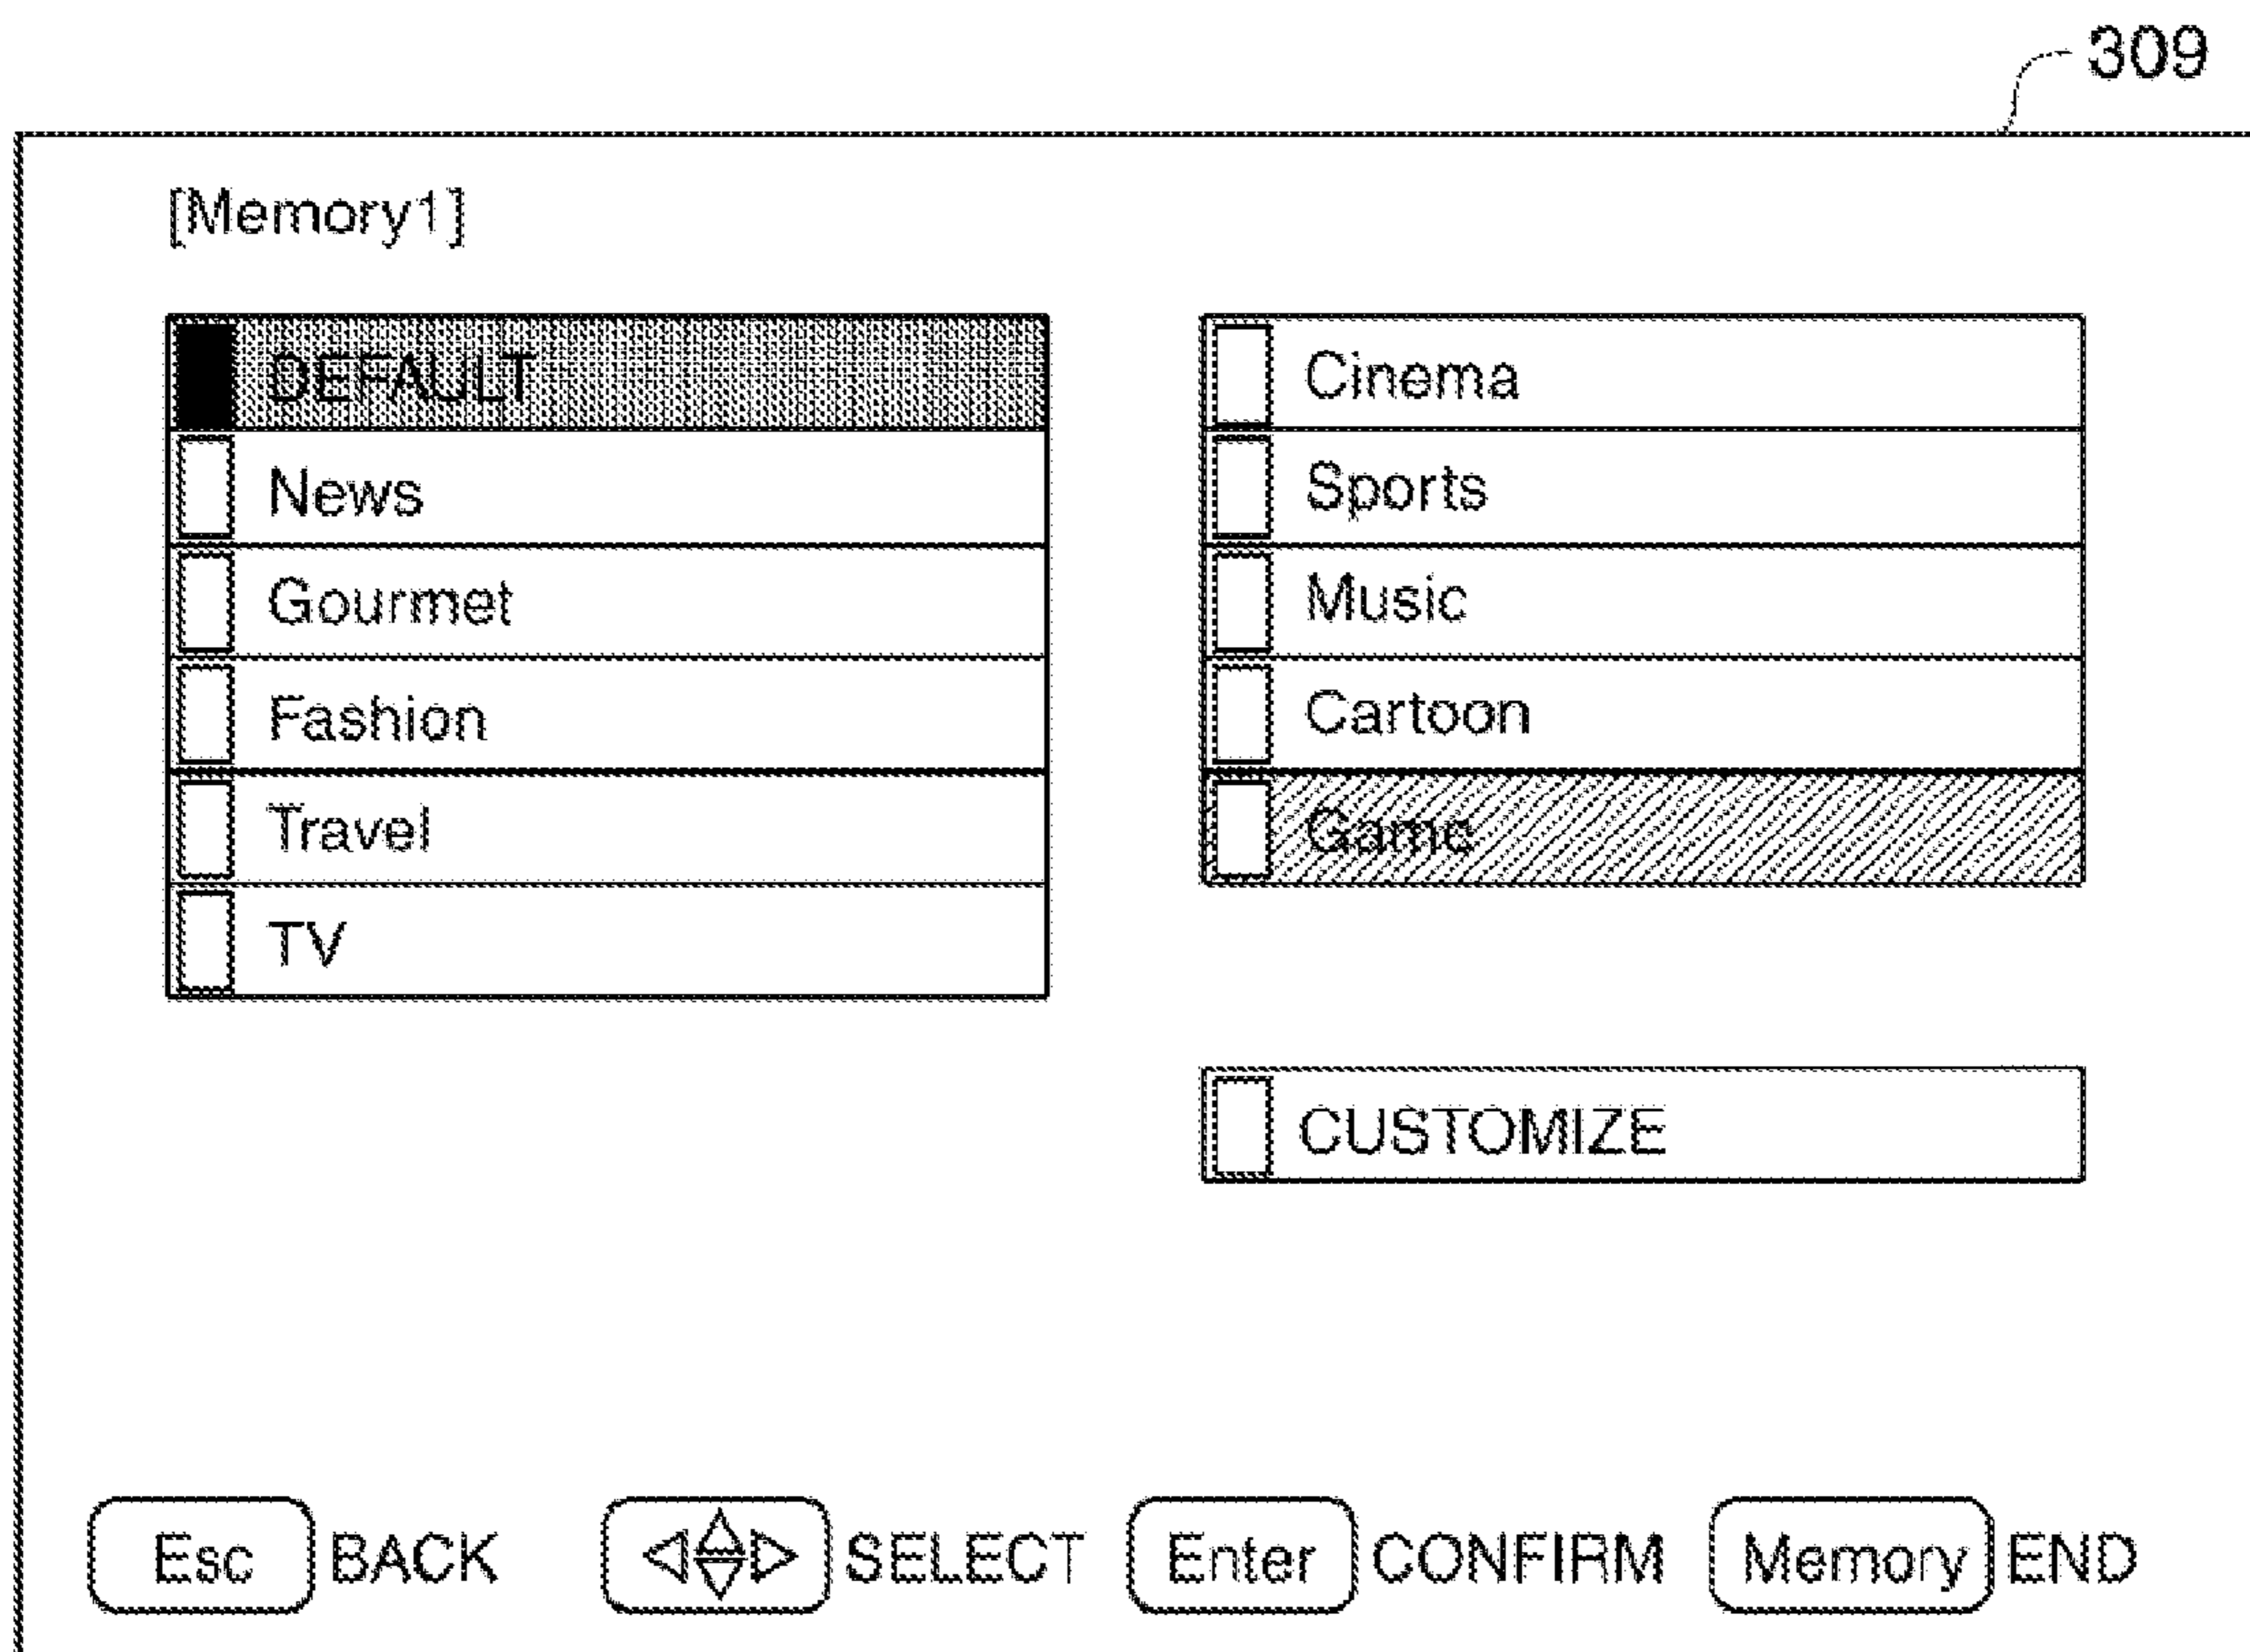 309
[Memory1]
DEFAULT
News
Gourmet
Fashion
Travel
TV
Cinema
Sports
Music
Cartoon
Game
CUSTOMIZE
Esc BACK SELECT Enter CONFIRM Memory END